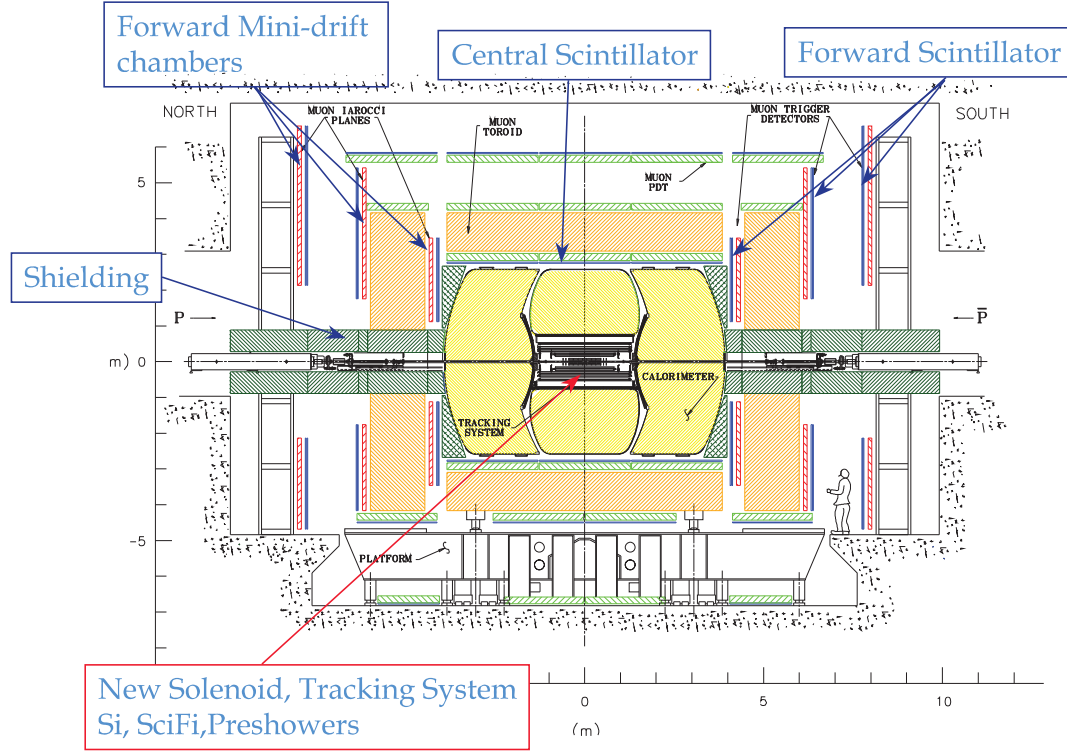 Forward Mini-drift
chambers
Central Scintillator
Forward Scintillator
NORTH
MUON IAROCCI
PLANES
MUON
TOROID
MUON TRIGGER
DETECTORS
SOUTH
MUON
PDT
5
Shielding
P
P̅
m) 0
CALORIMETER
TRACKING
SYSTEM
-5
PLATFORM
New Solenoid, Tracking System
Si, SciFi,Preshowers
0
5
10
(m)